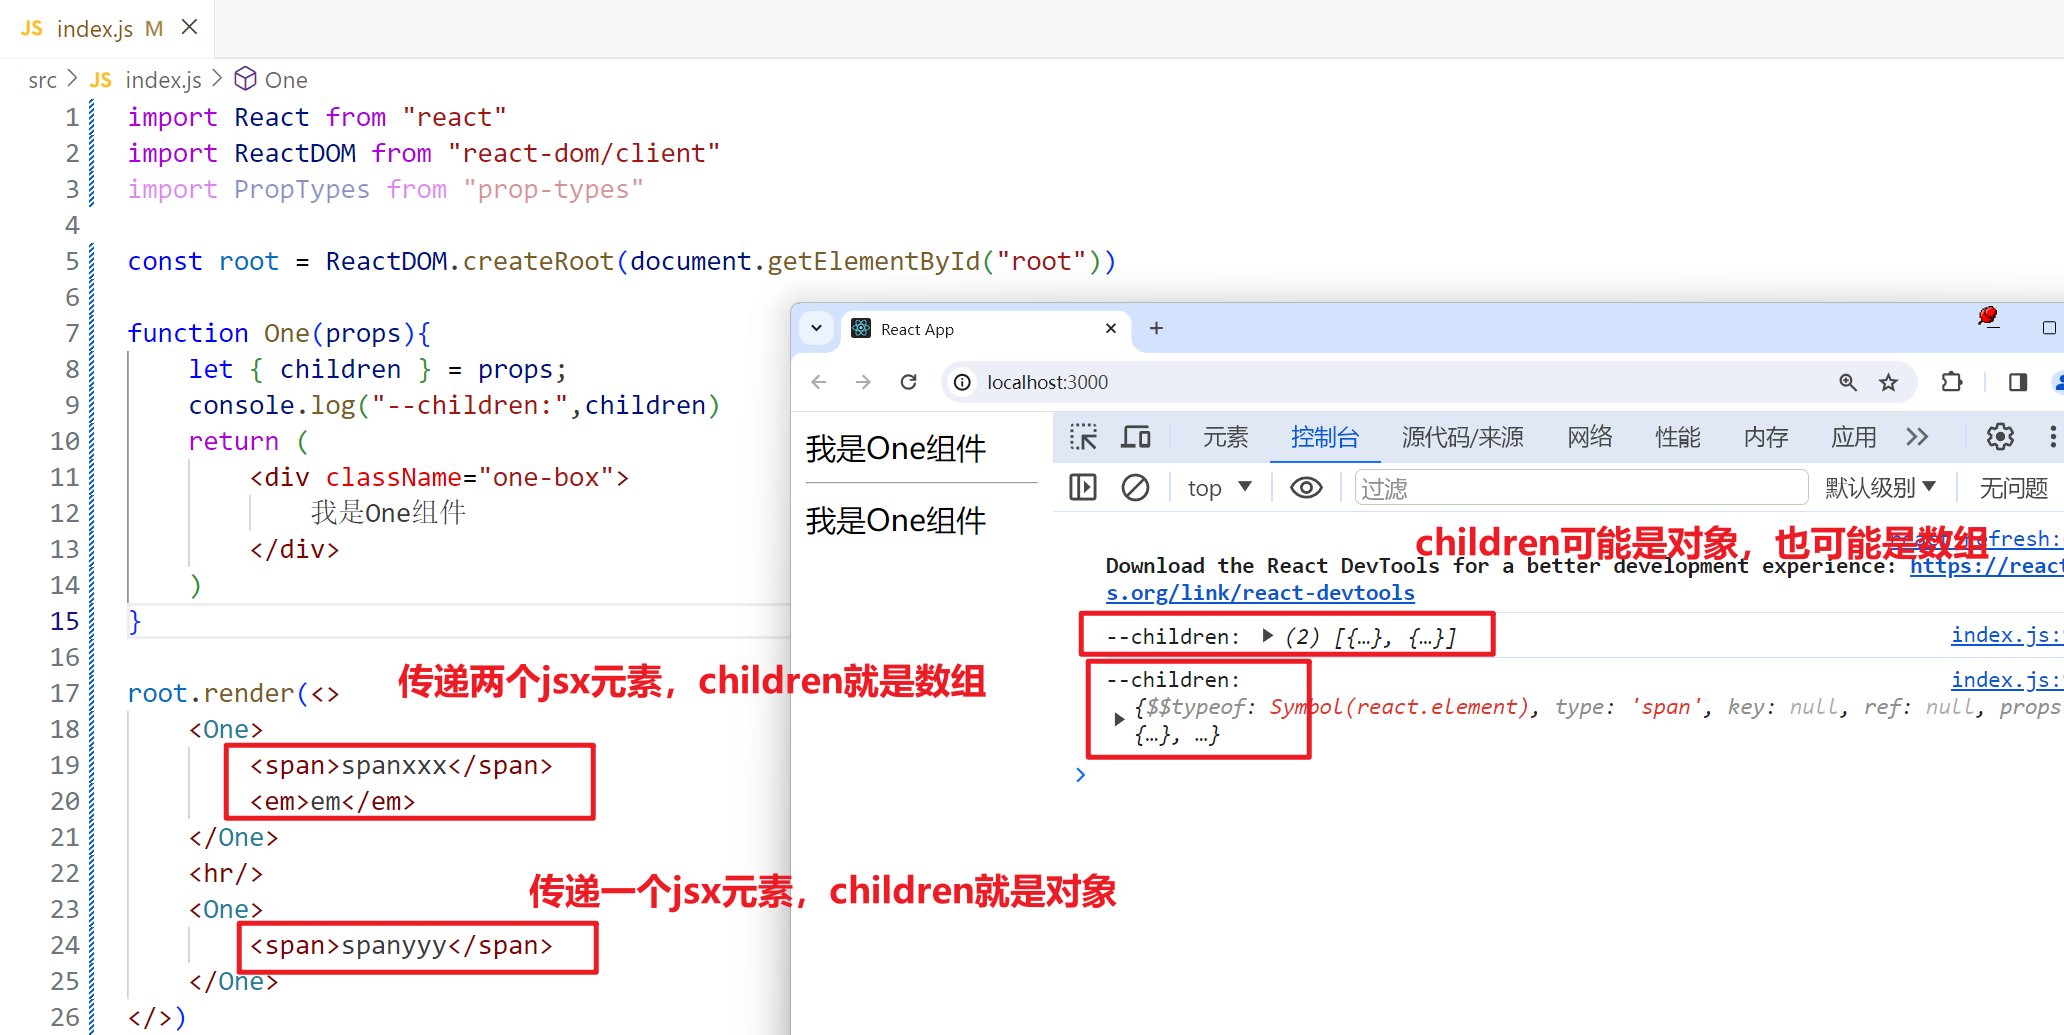 JS index.js M
src > JS index.js > One
1 import React from "react"
2 import ReactDOM from "react-dom/client"
3 import PropTypes from "prop-types"
4
5 const root = ReactDOM.createRoot(document.getElementById("root"))
6
7 function One(props){
8 let { children } = props;
9 console.log("--children:",children)
10 return (
11 <div className="one-box">
12 我是One组件
13 </div>
14 )
15 }
16
17 root.render(<>
传递两个jsx元素，children就是数组
18 <One>
19 <span>spanxxx</span>
20 <em>em</em>
21 </One>
22 <hr/>
传递一个jsx元素，children就是对象
23 <One>
24 <span>spanyyy</span>
25 </One>
26 </>)
React App
localhost:3000
我是One组件
我是One组件
元素 控制台 源代码/来源 网络 性能 内存 应用
top 过滤 默认级别 无问题
children可能是对象，也可能是数组
efresh:
Download the React DevTools for a better development experience: https://react
s.org/link/react-devtools
--children: (2) [{…}, {…}] index.js:
--children: index.js:
{$$typeof: Symbol(react.element), type: 'span', key: null, ref: null, props
{…}, …}